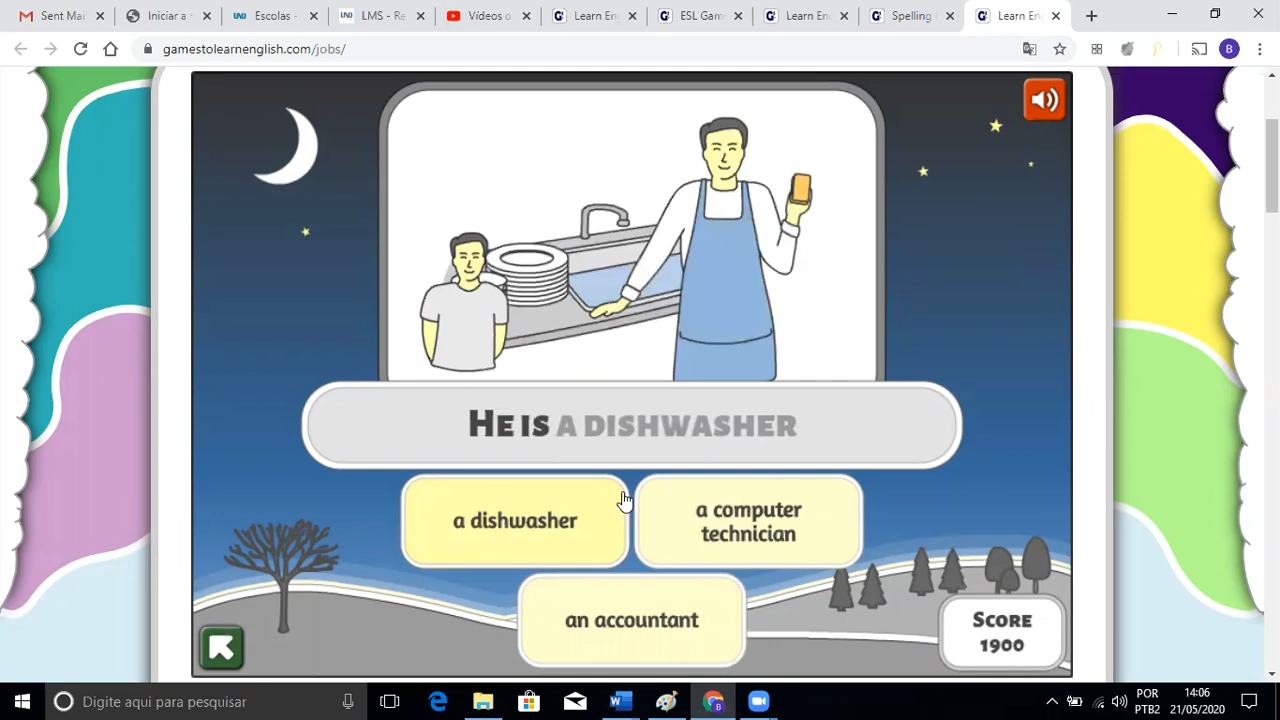 Sent Mai
Iniciar a
UNO
Escolas -
UNO
LMS - Re
Vídeos o
Learn En
ESL Gam
Learn En
Spelling
Learn En
gamestolearnenglish.com/jobs/
B
HE IS A DISHWASHER
a dishwasher
a computer
technician
an accountant
SCORE
1900
Digite aqui para pesquisar
POR
PTB2
14:06
21/05/2020